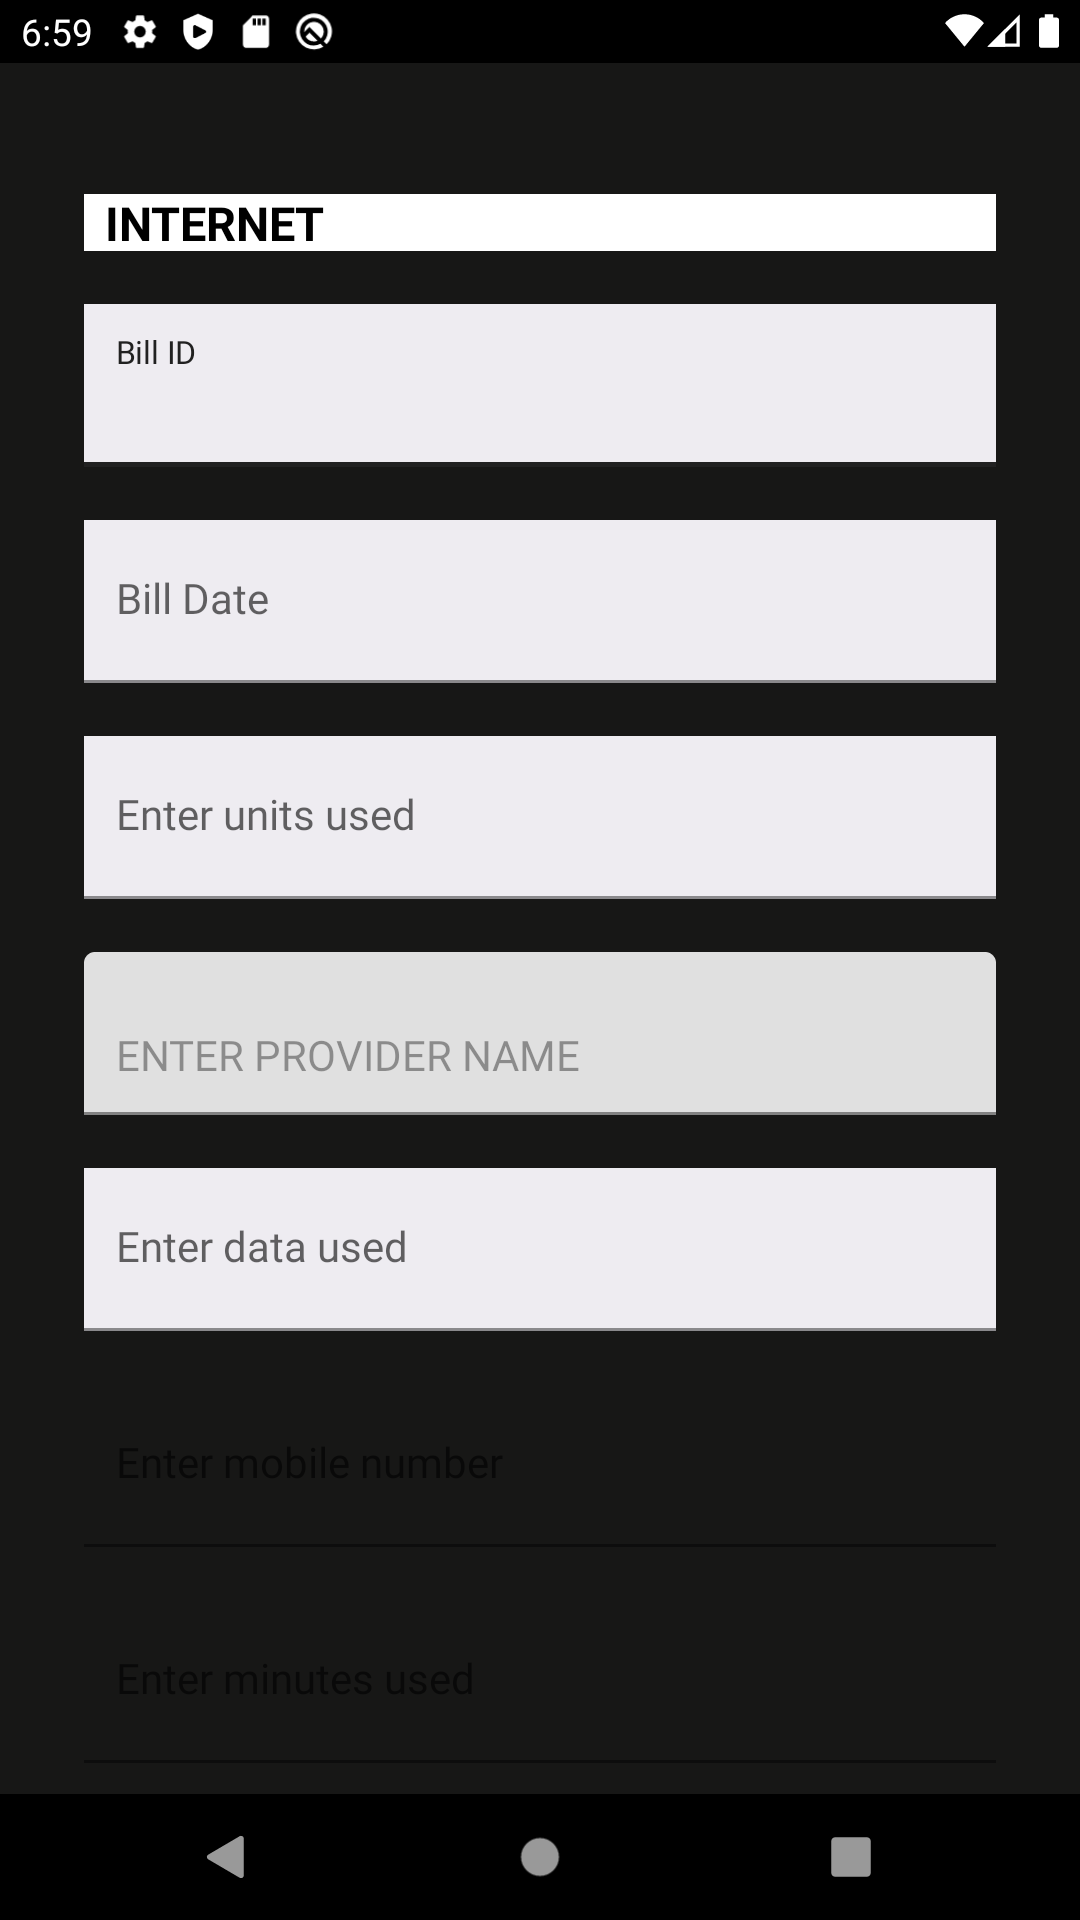 6:59
INTERNET
Bill ID
Bill Date
Enter units used
ENTER PROVIDER NAME
Enter data used
Enter mobile number
Enter minutes used